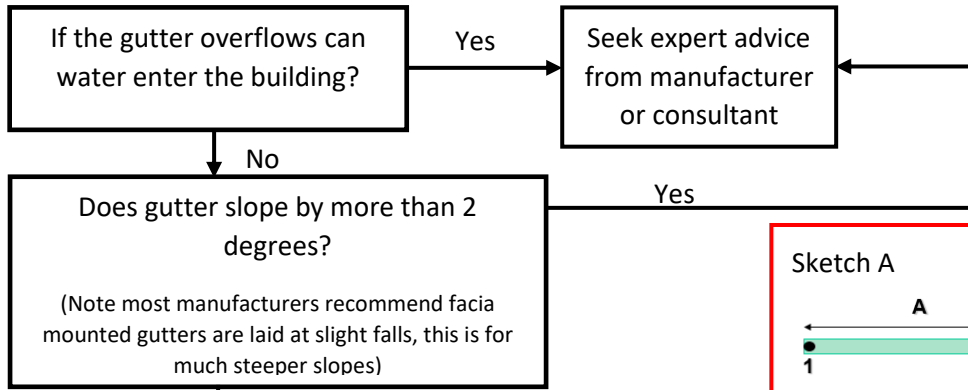 If the gutter overflows can
water enter the building?
Yes
Seek expert advice
from manufacturer
or consultant
No
Does gutter slope by more than 2
degrees?
(Note most manufacturers recommend facia
mounted gutters are laid at slight falls, this is for
much steeper slopes)
Yes
Sketch A
A
1